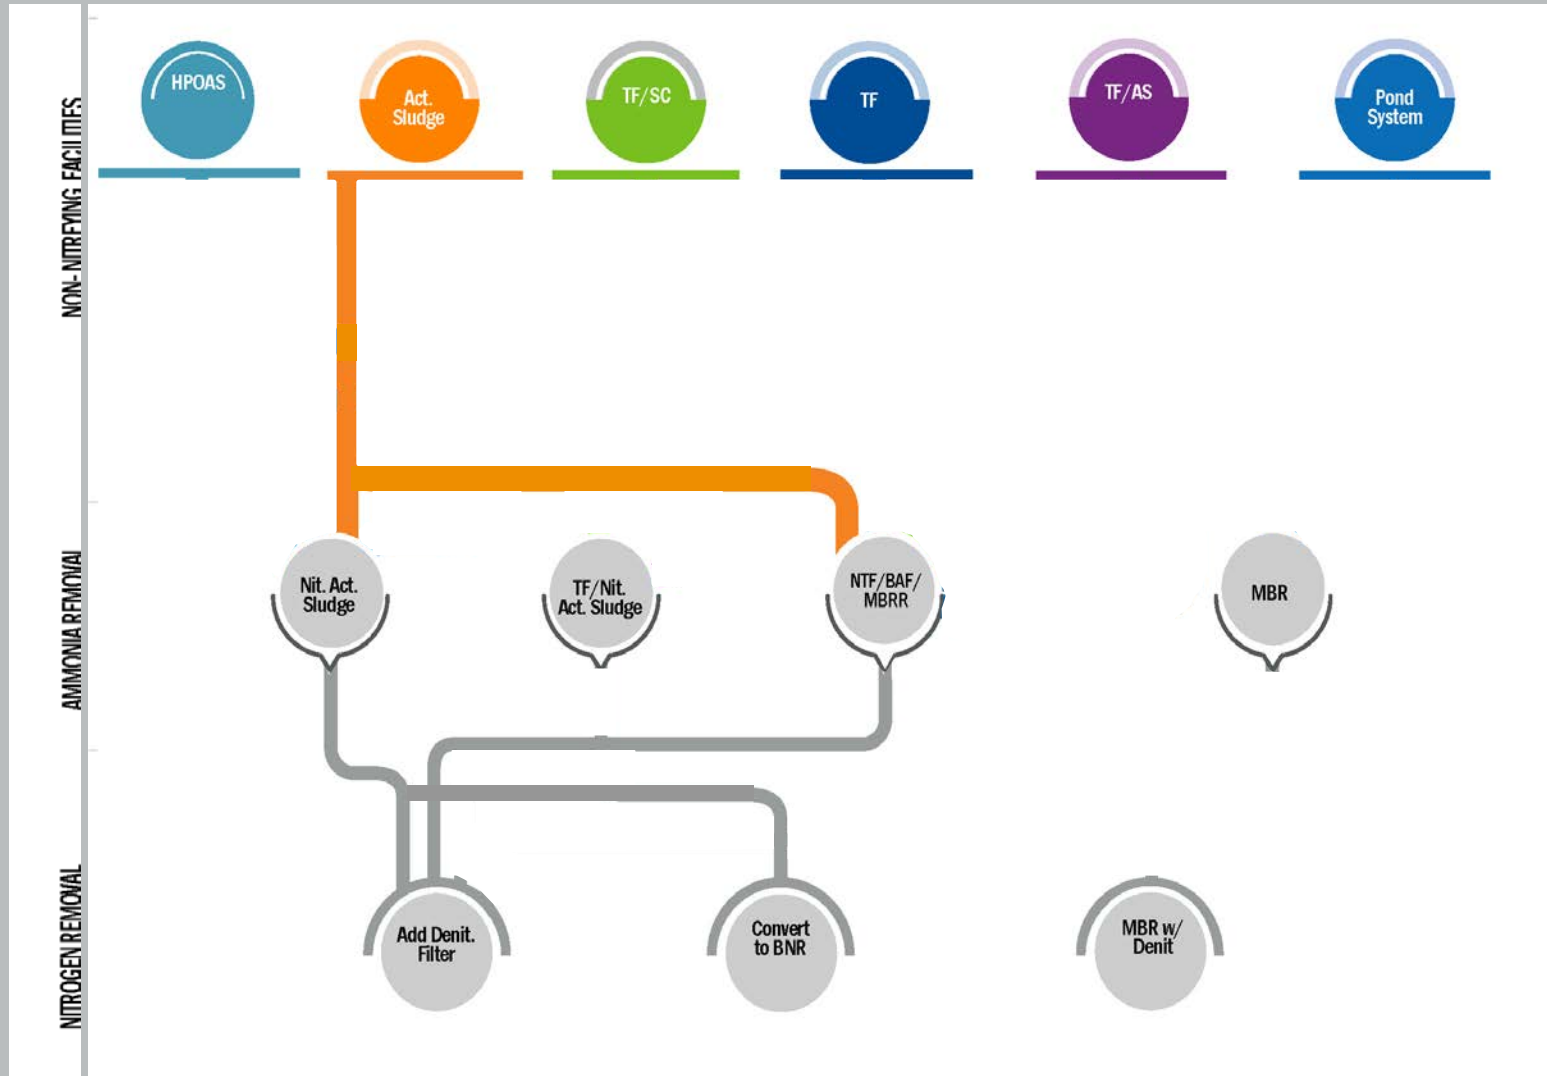 NON- NITRFYING FACILITIES
HPOAS
Act.
Sludge
TF/SC
TF
TF/AS
Pond
System
AMMONIA REMOVAL
Nit. Act.
Sludge
TF/Nit.
Act. Sludge
NTF/BAF/
MBRR
MBR
NITROGEN REMOVAL
Add Denit.
Filter
Convert
to BNR
MBR w/
Denit